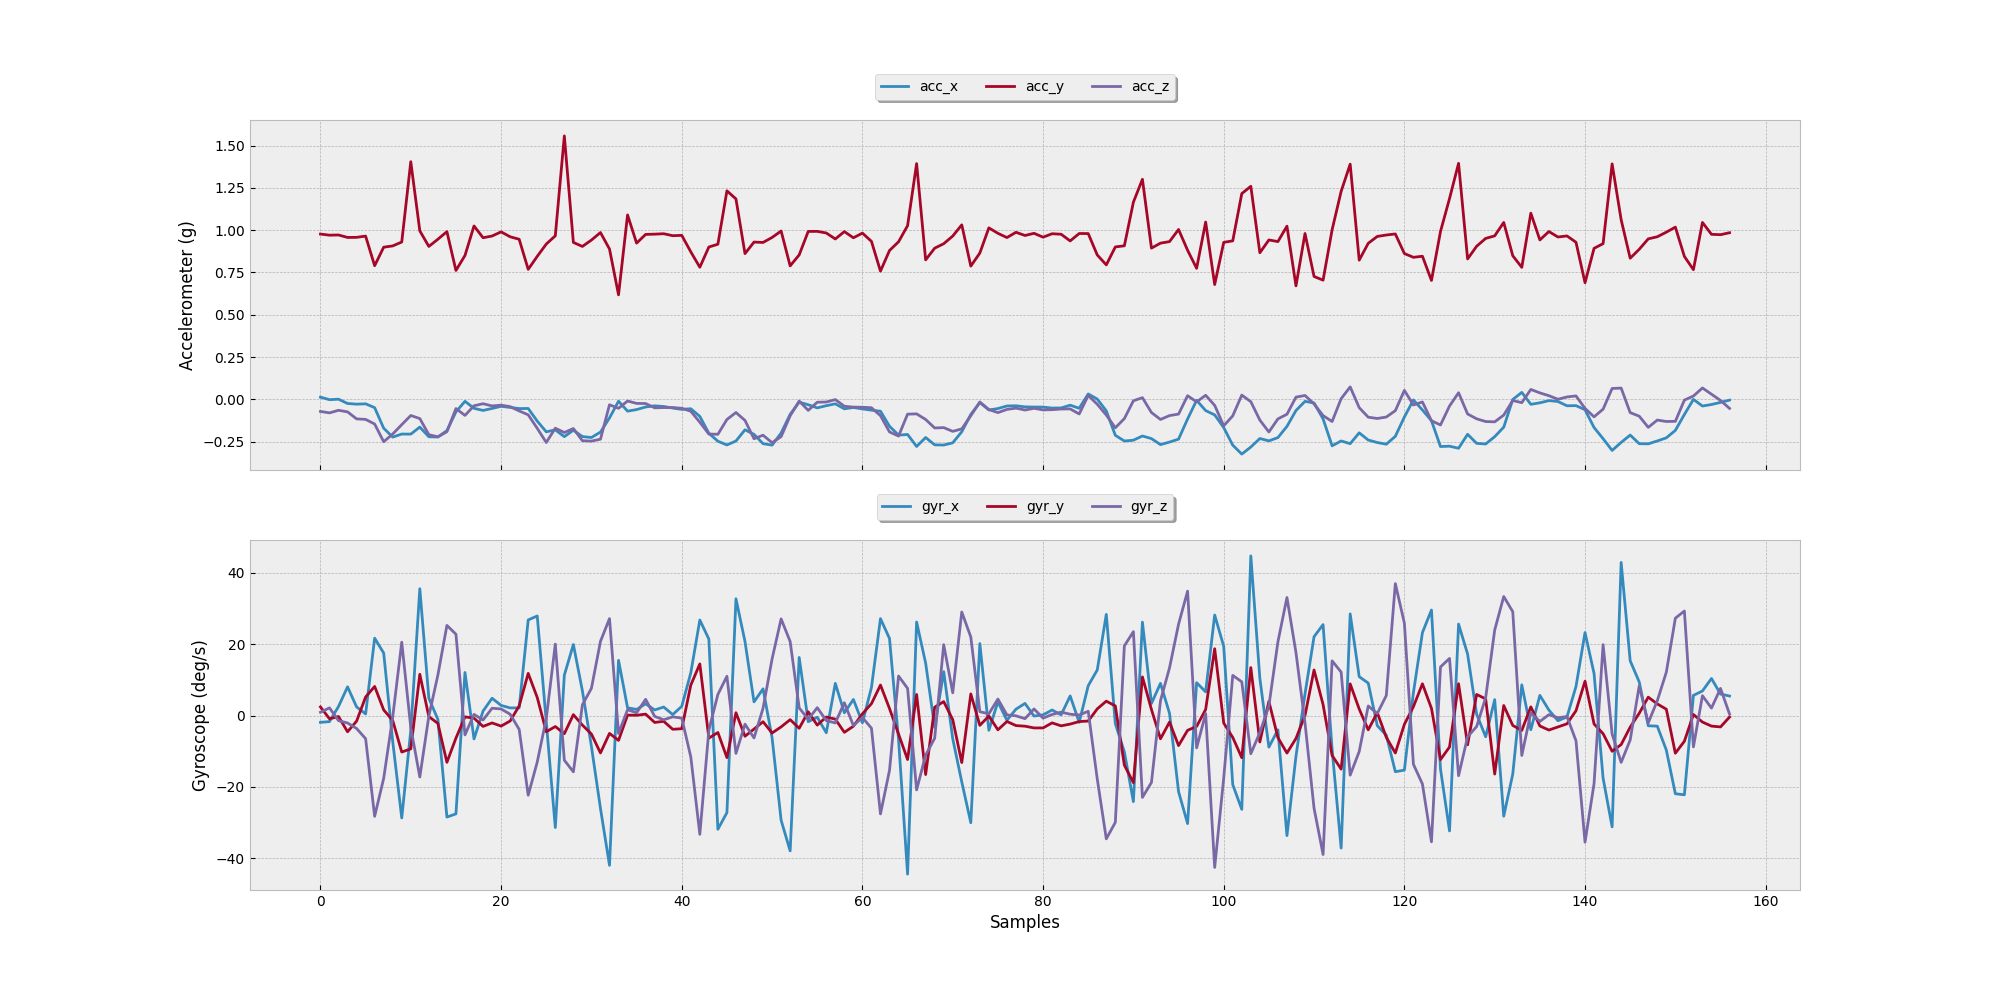 acc_x acc_y acc_z
1.50
1.25
1.00
0.75
0.50
0.25
0.00
−0.25
Accelerometer (g)
gyr_x gyr_y gyr_z
40
20
0
−20
−40
Gyroscope (deg/s)
0 20 40 60 80 100 120 140 160
Samples